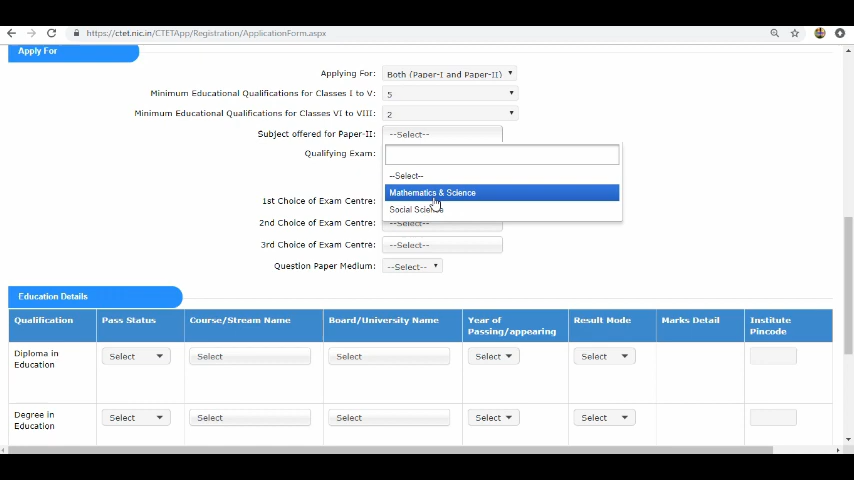 https://ctet.nic.in/CTETApp/Registration/ApplicationForm.aspx
Apply For
Applying For: Both (Paper-I and Paper-II)
Minimum Educational Qualifications for Classes I to V: 5
Minimum Educational Qualifications for Classes VI to VIII: 2
Subject offered for Paper-II: --Select--
Qualifying Exam:
--Select--
Mathematics & Science
Social Science
1st Choice of Exam Centre:
2nd Choice of Exam Centre: --Select--
3rd Choice of Exam Centre: --Select--
Question Paper Medium: --Select--
Education Details
Qualification Pass Status Course/Stream Name Board/University Name Year of Passing/appearing Result Mode Marks Detail Institute Pincode
Diploma in Education Select Select Select Select Select
Degree in Education Select Select Select Select Select